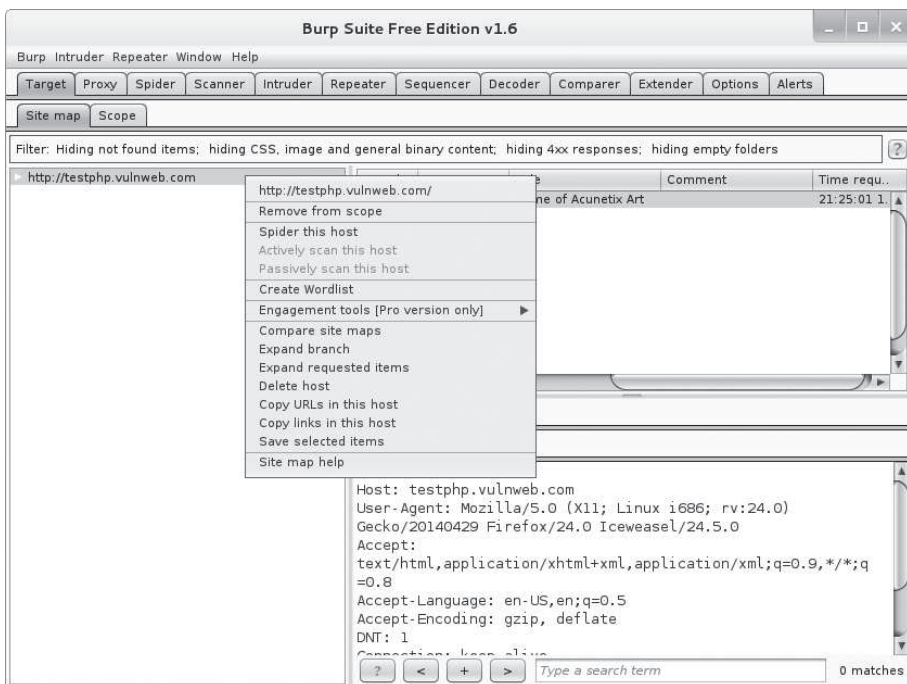 Burp Suite Free Edition v1.6
Burp Intruder Repeater Window Help
Target Proxy Spider Scanner Intruder Repeater Sequencer Decoder Comparer Extender Options Alerts
Site map Scope
Filter: Hiding not found items; hiding CSS, image and general binary content; hiding 4xx responses; hiding empty folders
?
http://testphp.vulnweb.com
Comment Time requ..
of Acunetix Art 21:25:01 1.
http://testphp.vulnweb.com/
Remove from scope
Spider this host
Actively scan this host
Passively scan this host
Create Wordlist
Engagement tools [Pro version only]
Compare site maps
Expand branch
Expand requested items
Delete host
Copy URLs in this host
Copy links in this host
Save selected items
Site map help
Host: testphp.vulnweb.com
User-Agent: Mozilla/5.0 (X11; Linux i686; rv:24.0)
Gecko/20140429 Firefox/24.0 Iceweasel/24.5.0
Accept:
text/html,application/xhtml+xml,application/xml;q=0.9,*/*;q
=0.8
Accept-Language: en-US,en;q=0.5
Accept-Encoding: gzip, deflate
DNT: 1
Connection: keep-alive
? < + > Type a search term 0 matches